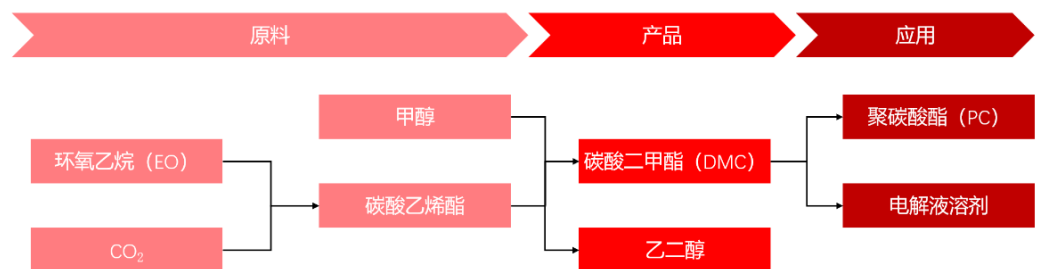 原料
产品
应用
甲醇
聚碳酸酯（PC）
环氧乙烷（EO）
碳酸二甲酯（DMC）
碳酸乙烯酯
电解液溶剂
CO₂
乙二醇